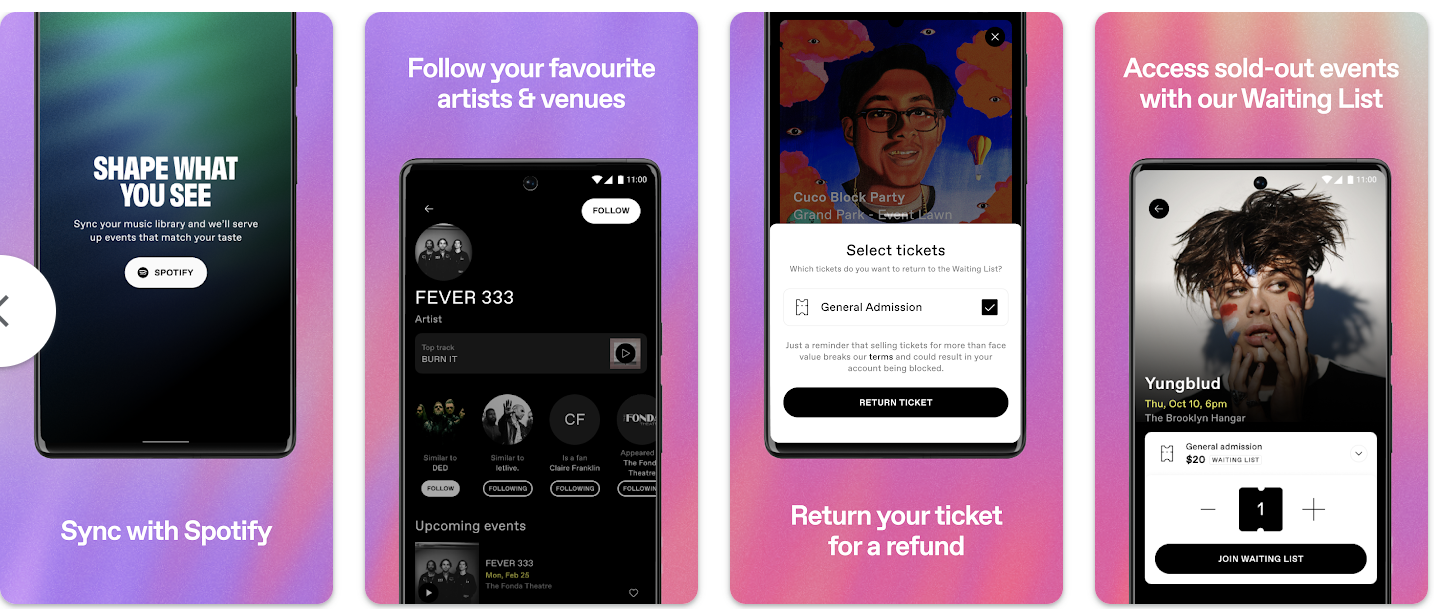 SHAPE WHAT
YOU SEE
Sync your music library and we'll serve
up events that match your taste
SPOTIFY
Sync with Spotify
Follow your favourite
artists & venues
11:00
FOLLOW
FEVER 333
Artist
Top track
BURN IT
CF
FONDA
Similar to
DED
FOLLOW
Similar to
letlive.
FOLLOWING
Is a fan
Claire Franklin
FOLLOWING
Appeared
The Fond
Theatre
FOLLOWIN
Upcoming events
FEVER 333
Mon, Feb 25
The Fonda Theatre
Cuco Block Party
Grand Park - Event Lawn
Select tickets
Which tickets do you want to return to the Waiting List?
General Admission
Just a reminder that selling tickets for more than face
value breaks our terms and could result in your
account being blocked.
RETURN TICKET
Return your ticket
for a refund
Access sold-out events
with our Waiting List
11:00
Yungblud
Thu, Oct 10, 6pm
The Brooklyn Hangar
General admission
$20 WAITING LIST
1
JOIN WAITING LIST